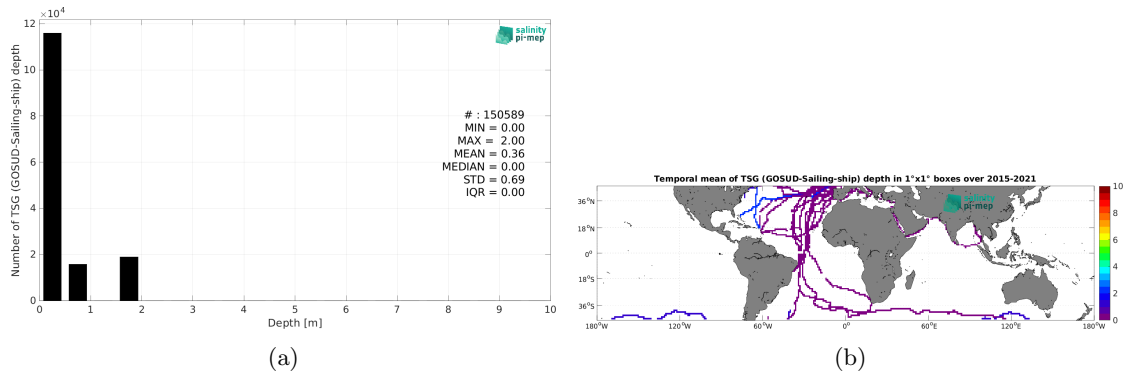 ×10⁴
12
10
8
6
4
2
0
0 1 2 3 4 5 6 7 8 9 10
Number of TSG (GOSUD-Sailing-ship) depth
Depth [m]
salinity
pi-mep
# : 150589
MIN = 0.00
MAX = 2.00
MEAN = 0.36
MEDIAN = 0.00
STD = 0.69
IQR = 0.00
(a)
Temporal mean of TSG (GOSUD-Sailing-ship) depth in 1°x1° boxes over 2015-2021
salinity
pi-mep
36°N
18°N
0°
18°S
36°S
180°W 120°W 60°W 0° 60°E 120°E 180°W
10
8
6
4
2
0
(b)